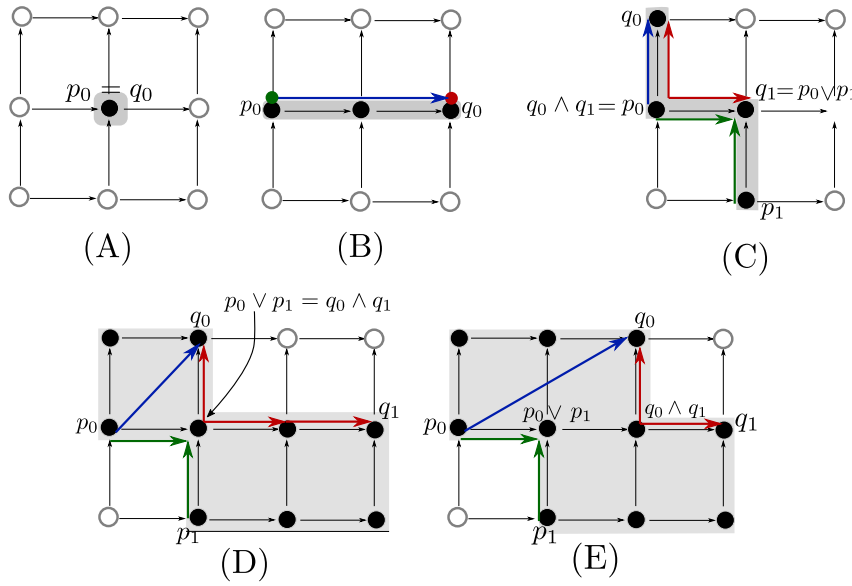 p₀ = q₀
(A)
p₀ q₀
(B)
q₀
q₀ ∧ q₁ = p₀
q₁ = p₀ ∨ p₁
p₁
(C)
p₀ ∨ p₁ = q₀ ∧ q₁
q₀
p₀
q₁
p₁
(D)
q₀
p₀
p₀ ∨ p₁
q₀ ∧ q₁
q₁
p₁
(E)